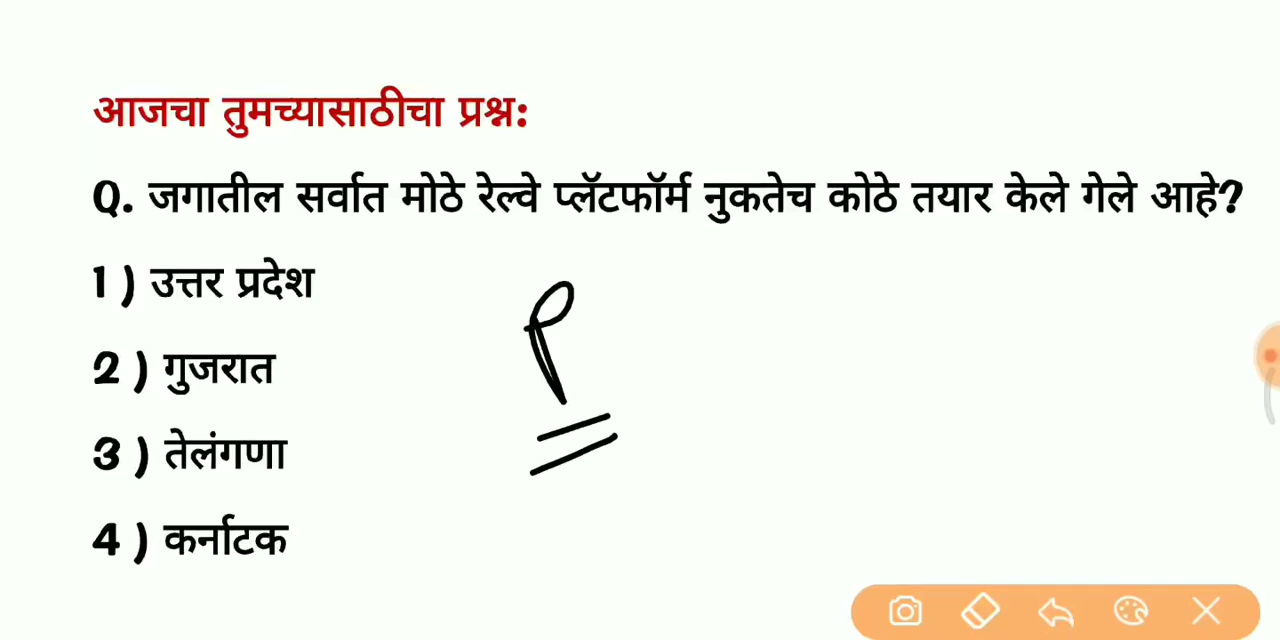 आजचा तुमच्यासाठीचा प्रश्न:
Q. जगातील सर्वात मोठे रेल्वे प्लॅटफॉर्म नुकतेच कोठे तयार केले गेले आहे?
1 ) उत्तर प्रदेश
2 ) गुजरात
3 ) तेलंगणा
4 ) कर्नाटक
१